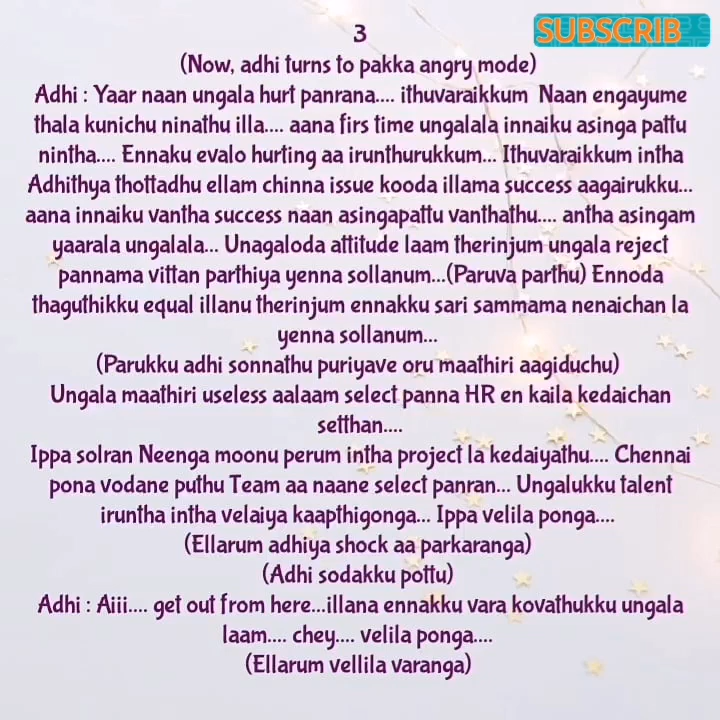 3
SUBSCRIB
(Now, adhi turns to pakka angry mode)
Adhi : Yaar naan ungala hurt panrana.... ithuvaraikkum Naan engayume
thala kunichu ninathu illa.... aana firs time ungalala innaiku asinga pattu
nintha.... Ennaku evalo hurting aa irunthurukkum... Ithuvaraikkum intha
Adhithya thottadhu ellam chinna issue kooda illama success aagairukku...
aana innaiku vantha success naan asingapattu vanthathu.... antha asingam
yaarala ungalala... Unagaloda attitude laam therinjum ungala reject
pannama vittan parthiya yenna sollanum...(Paruva parthu) Ennoda
thaguthikku equal illanu therinjum ennakku sari sammama nenaichan la
yenna sollanum...
(Parukku adhi sonnathu puriyave oru maathiri aagiduchu)
Ungala maathiri useless aalaam select panna HR en kaila kedaichan
setthan....
Ippa solran Neenga moonu perum intha project la kedaiyathu.... Chennai
pona vodane puthu Team aa naane select panran... Ungalukku talent
iruntha intha velaiya kaapthigonga... Ippa velila ponga....
(Ellarum adhiya shock aa parkaranga)
(Adhi sodakku pottu)
Adhi : Aiii.... get out from here...illana ennakku vara kovathukku ungala
laam.... chey.... velila ponga....
(Ellarum vellila varanga)